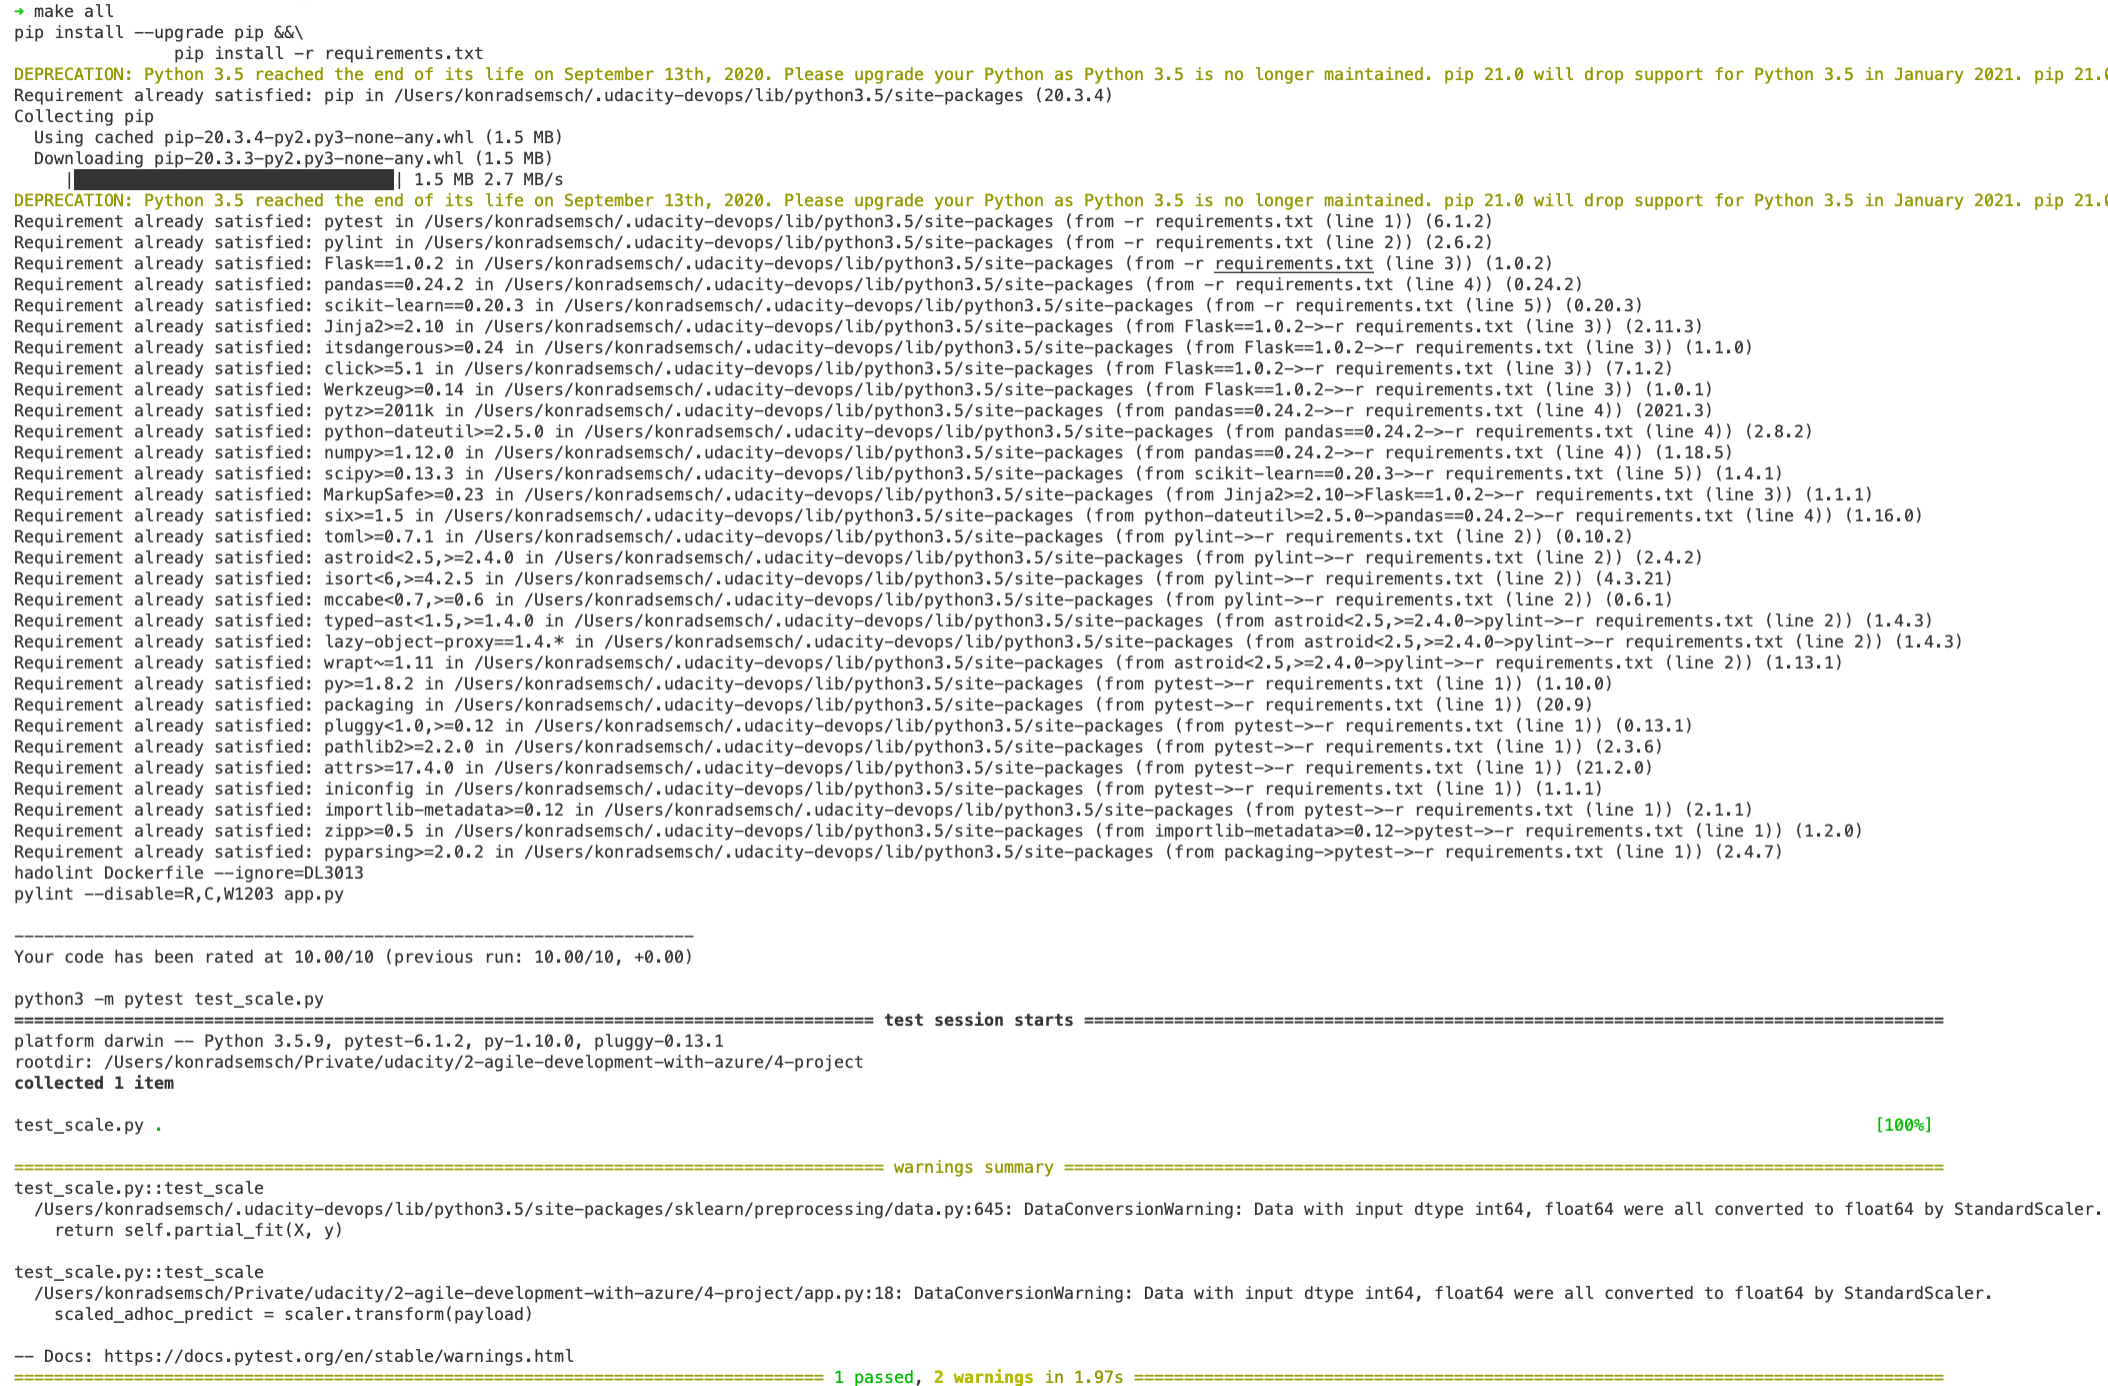 → make all
pip install --upgrade pip &&\
pip install -r requirements.txt
DEPRECATION: Python 3.5 reached the end of its life on September 13th, 2020. Please upgrade your Python as Python 3.5 is no longer maintained. pip 21.0 will drop support for Python 3.5 in January 2021. pip 21.0
Requirement already satisfied: pip in /Users/konradsemsch/.udacity-devops/lib/python3.5/site-packages (20.3.4)
Collecting pip
Using cached pip-20.3.4-py2.py3-none-any.whl (1.5 MB)
Downloading pip-20.3.3-py2.py3-none-any.whl (1.5 MB)
|████████████████████████████████| 1.5 MB 2.7 MB/s
DEPRECATION: Python 3.5 reached the end of its life on September 13th, 2020. Please upgrade your Python as Python 3.5 is no longer maintained. pip 21.0 will drop support for Python 3.5 in January 2021. pip 21.0
Requirement already satisfied: pytest in /Users/konradsemsch/.udacity-devops/lib/python3.5/site-packages (from -r requirements.txt (line 1)) (6.1.2)
Requirement already satisfied: pylint in /Users/konradsemsch/.udacity-devops/lib/python3.5/site-packages (from -r requirements.txt (line 2)) (2.6.2)
Requirement already satisfied: Flask==1.0.2 in /Users/konradsemsch/.udacity-devops/lib/python3.5/site-packages (from -r requirements.txt (line 3)) (1.0.2)
Requirement already satisfied: pandas==0.24.2 in /Users/konradsemsch/.udacity-devops/lib/python3.5/site-packages (from -r requirements.txt (line 4)) (0.24.2)
Requirement already satisfied: scikit-learn==0.20.3 in /Users/konradsemsch/.udacity-devops/lib/python3.5/site-packages (from -r requirements.txt (line 5)) (0.20.3)
Requirement already satisfied: Jinja2>=2.10 in /Users/konradsemsch/.udacity-devops/lib/python3.5/site-packages (from Flask==1.0.2->-r requirements.txt (line 3)) (2.11.3)
Requirement already satisfied: itsdangerous>=0.24 in /Users/konradsemsch/.udacity-devops/lib/python3.5/site-packages (from Flask==1.0.2->-r requirements.txt (line 3)) (1.1.0)
Requirement already satisfied: click>=5.1 in /Users/konradsemsch/.udacity-devops/lib/python3.5/site-packages (from Flask==1.0.2->-r requirements.txt (line 3)) (7.1.2)
Requirement already satisfied: Werkzeug>=0.14 in /Users/konradsemsch/.udacity-devops/lib/python3.5/site-packages (from Flask==1.0.2->-r requirements.txt (line 3)) (1.0.1)
Requirement already satisfied: pytz>=2011k in /Users/konradsemsch/.udacity-devops/lib/python3.5/site-packages (from pandas==0.24.2->-r requirements.txt (line 4)) (2021.3)
Requirement already satisfied: python-dateutil>=2.5.0 in /Users/konradsemsch/.udacity-devops/lib/python3.5/site-packages (from pandas==0.24.2->-r requirements.txt (line 4)) (2.8.2)
Requirement already satisfied: numpy>=1.12.0 in /Users/konradsemsch/.udacity-devops/lib/python3.5/site-packages (from pandas==0.24.2->-r requirements.txt (line 4)) (1.18.5)
Requirement already satisfied: scipy>=0.13.3 in /Users/konradsemsch/.udacity-devops/lib/python3.5/site-packages (from scikit-learn==0.20.3->-r requirements.txt (line 5)) (1.4.1)
Requirement already satisfied: MarkupSafe>=0.23 in /Users/konradsemsch/.udacity-devops/lib/python3.5/site-packages (from Jinja2>=2.10->Flask==1.0.2->-r requirements.txt (line 3)) (1.1.1)
Requirement already satisfied: six>=1.5 in /Users/konradsemsch/.udacity-devops/lib/python3.5/site-packages (from python-dateutil>=2.5.0->pandas==0.24.2->-r requirements.txt (line 4)) (1.16.0)
Requirement already satisfied: toml>=0.7.1 in /Users/konradsemsch/.udacity-devops/lib/python3.5/site-packages (from pylint->-r requirements.txt (line 2)) (0.10.2)
Requirement already satisfied: astroid<2.5,>=2.4.0 in /Users/konradsemsch/.udacity-devops/lib/python3.5/site-packages (from pylint->-r requirements.txt (line 2)) (2.4.2)
Requirement already satisfied: isort<6,>=4.2.5 in /Users/konradsemsch/.udacity-devops/lib/python3.5/site-packages (from pylint->-r requirements.txt (line 2)) (4.3.21)
Requirement already satisfied: mccabe<0.7,>=0.6 in /Users/konradsemsch/.udacity-devops/lib/python3.5/site-packages (from pylint->-r requirements.txt (line 2)) (0.6.1)
Requirement already satisfied: typed-ast<1.5,>=1.4.0 in /Users/konradsemsch/.udacity-devops/lib/python3.5/site-packages (from astroid<2.5,>=2.4.0->pylint->-r requirements.txt (line 2)) (1.4.3)
Requirement already satisfied: lazy-object-proxy==1.4.* in /Users/konradsemsch/.udacity-devops/lib/python3.5/site-packages (from astroid<2.5,>=2.4.0->pylint->-r requirements.txt (line 2)) (1.4.3)
Requirement already satisfied: wrapt~=1.11 in /Users/konradsemsch/.udacity-devops/lib/python3.5/site-packages (from astroid<2.5,>=2.4.0->pylint->-r requirements.txt (line 2)) (1.13.1)
Requirement already satisfied: py>=1.8.2 in /Users/konradsemsch/.udacity-devops/lib/python3.5/site-packages (from pytest->-r requirements.txt (line 1)) (1.10.0)
Requirement already satisfied: packaging in /Users/konradsemsch/.udacity-devops/lib/python3.5/site-packages (from pytest->-r requirements.txt (line 1)) (20.9)
Requirement already satisfied: pluggy<1.0,>=0.12 in /Users/konradsemsch/.udacity-devops/lib/python3.5/site-packages (from pytest->-r requirements.txt (line 1)) (0.13.1)
Requirement already satisfied: pathlib2>=2.2.0 in /Users/konradsemsch/.udacity-devops/lib/python3.5/site-packages (from pytest->-r requirements.txt (line 1)) (2.3.6)
Requirement already satisfied: attrs>=17.4.0 in /Users/konradsemsch/.udacity-devops/lib/python3.5/site-packages (from pytest->-r requirements.txt (line 1)) (21.2.0)
Requirement already satisfied: iniconfig in /Users/konradsemsch/.udacity-devops/lib/python3.5/site-packages (from pytest->-r requirements.txt (line 1)) (1.1.1)
Requirement already satisfied: importlib-metadata>=0.12 in /Users/konradsemsch/.udacity-devops/lib/python3.5/site-packages (from pytest->-r requirements.txt (line 1)) (2.1.1)
Requirement already satisfied: zipp>=0.5 in /Users/konradsemsch/.udacity-devops/lib/python3.5/site-packages (from importlib-metadata>=0.12->pytest->-r requirements.txt (line 1)) (1.2.0)
Requirement already satisfied: pyparsing>=2.0.2 in /Users/konradsemsch/.udacity-devops/lib/python3.5/site-packages (from packaging->pytest->-r requirements.txt (line 1)) (2.4.7)
hadolint Dockerfile --ignore=DL3013
pylint --disable=R,C,W1203 app.py
--------------------------------------------------------------------
Your code has been rated at 10.00/10 (previous run: 10.00/10, +0.00)
python3 -m pytest test_scale.py
====================================================================================== test session starts ======================================================================================
platform darwin -- Python 3.5.9, pytest-6.1.2, py-1.10.0, pluggy-0.13.1
rootdir: /Users/konradsemsch/Private/udacity/2-agile-development-with-azure/4-project
collected 1 item
test_scale.py . [100%]
======================================================================================= warnings summary ========================================================================================
test_scale.py::test_scale
/Users/konradsemsch/.udacity-devops/lib/python3.5/site-packages/sklearn/preprocessing/data.py:645: DataConversionWarning: Data with input dtype int64, float64 were all converted to float64 by StandardScaler.
return self.partial_fit(X, y)
test_scale.py::test_scale
/Users/konradsemsch/Private/udacity/2-agile-development-with-azure/4-project/app.py:18: DataConversionWarning: Data with input dtype int64, float64 were all converted to float64 by StandardScaler.
scaled_adhoc_predict = scaler.transform(payload)
-- Docs: https://docs.pytest.org/en/stable/warnings.html
================================================================================= 1 passed, 2 warnings in 1.97s =================================================================================